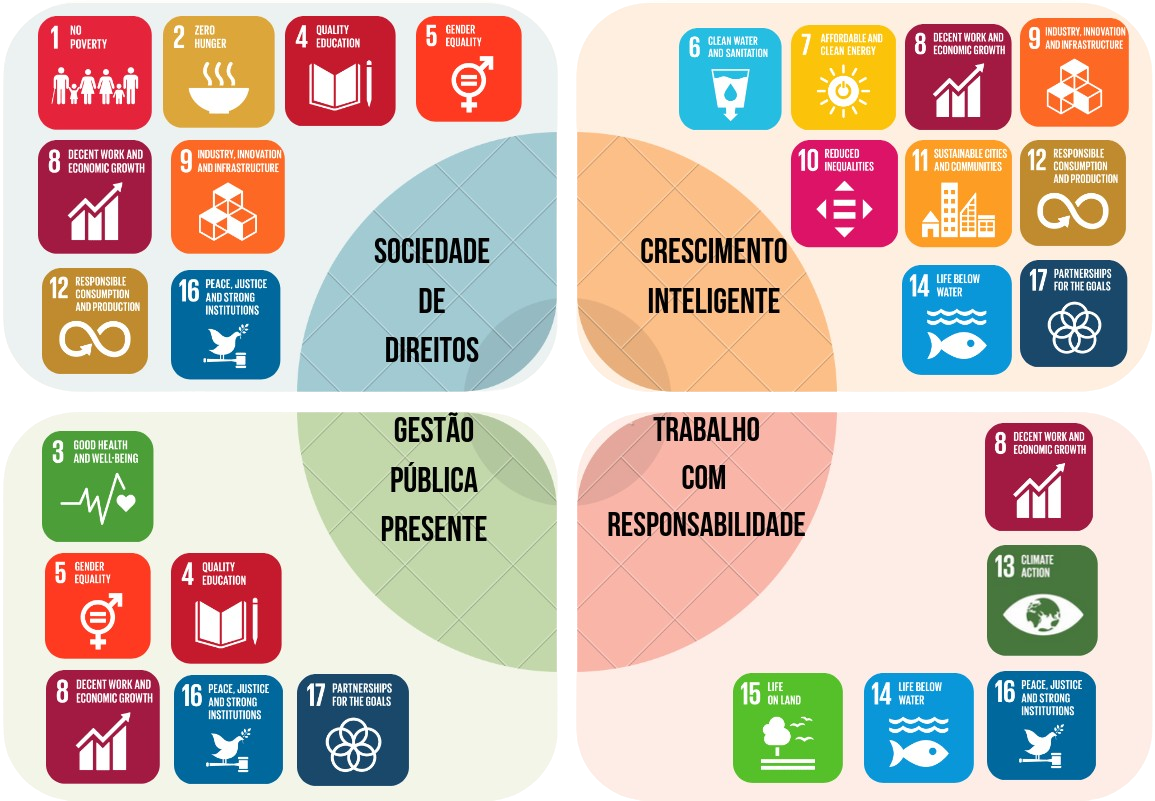 1 NO
POVERTY
2 ZERO
HUNGER
4 QUALITY
EDUCATION
5 GENDER
EQUALITY
8 DECENT WORK AND
ECONOMIC GROWTH
9 INDUSTRY, INNOVATION
AND INFRASTRUCTURE
12 RESPONSIBLE
CONSUMPTION
AND PRODUCTION
16 PEACE, JUSTICE
AND STRONG
INSTITUTIONS
SOCIEDADE
DE
DIREITOS
6 CLEAN WATER
AND SANITATION
7 AFFORDABLE AND
CLEAN ENERGY
8 DECENT WORK AND
ECONOMIC GROWTH
9 INDUSTRY, INNOVATION
AND INFRASTRUCTURE
10 REDUCED
INEQUALITIES
11 SUSTAINABLE CITIES
AND COMMUNITIES
12 RESPONSIBLE
CONSUMPTION
AND PRODUCTION
14 LIFE BELOW
WATER
17 PARTNERSHIPS
FOR THE GOALS
CRESCIMENTO
INTELIGENTE
GESTÃO
PÚBLICA
PRESENTE
3 GOOD HEALTH
AND WELL-BEING
5 GENDER
EQUALITY
4 QUALITY
EDUCATION
8 DECENT WORK AND
ECONOMIC GROWTH
16 PEACE, JUSTICE
AND STRONG
INSTITUTIONS
17 PARTNERSHIPS
FOR THE GOALS
TRABALHO
COM
RESPONSABILIDADE
8 DECENT WORK AND
ECONOMIC GROWTH
13 CLIMATE
ACTION
15 LIFE
ON LAND
14 LIFE BELOW
WATER
16 PEACE, JUSTICE
AND STRONG
INSTITUTIONS